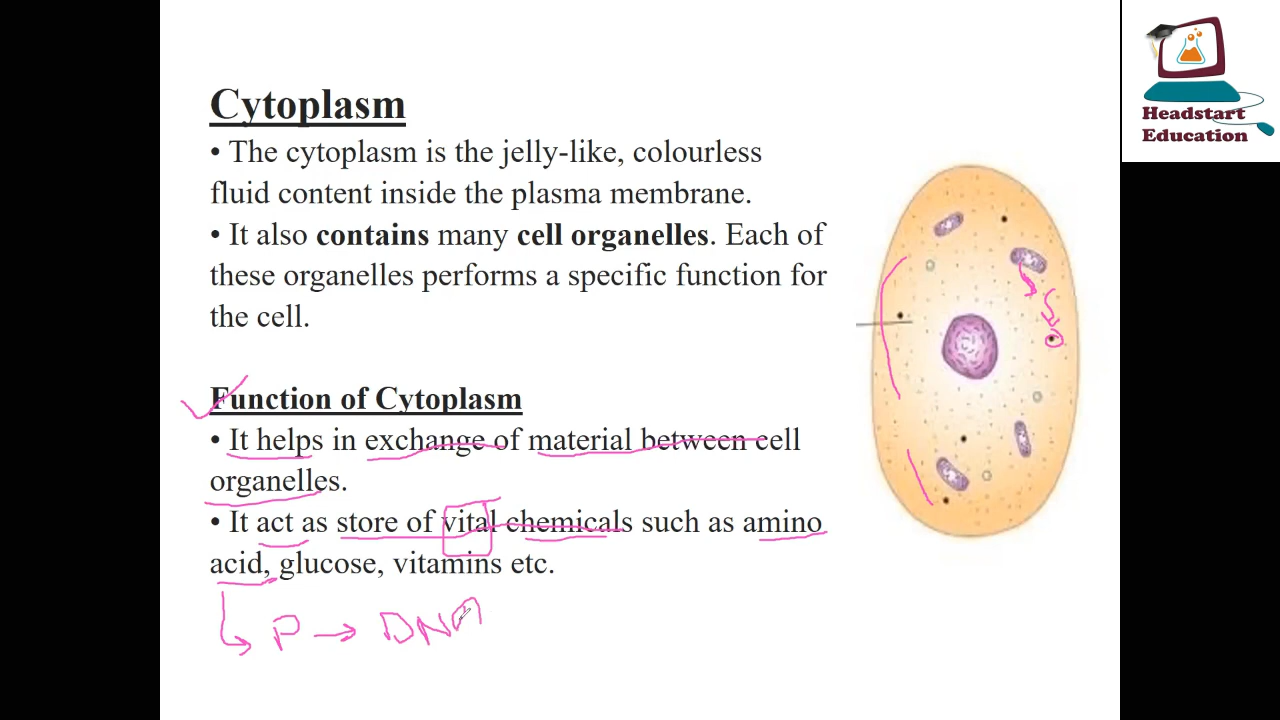 Cytoplasm
• The cytoplasm is the jelly-like, colourless
fluid content inside the plasma membrane.
• It also contains many cell organelles. Each of
these organelles performs a specific function for
the cell.
Function of Cytoplasm
• It helps in exchange of material between cell
organelles.
• It act as store of vital chemicals such as amino
acid, glucose, vitamins etc.
P → DNA
Headstart
Education